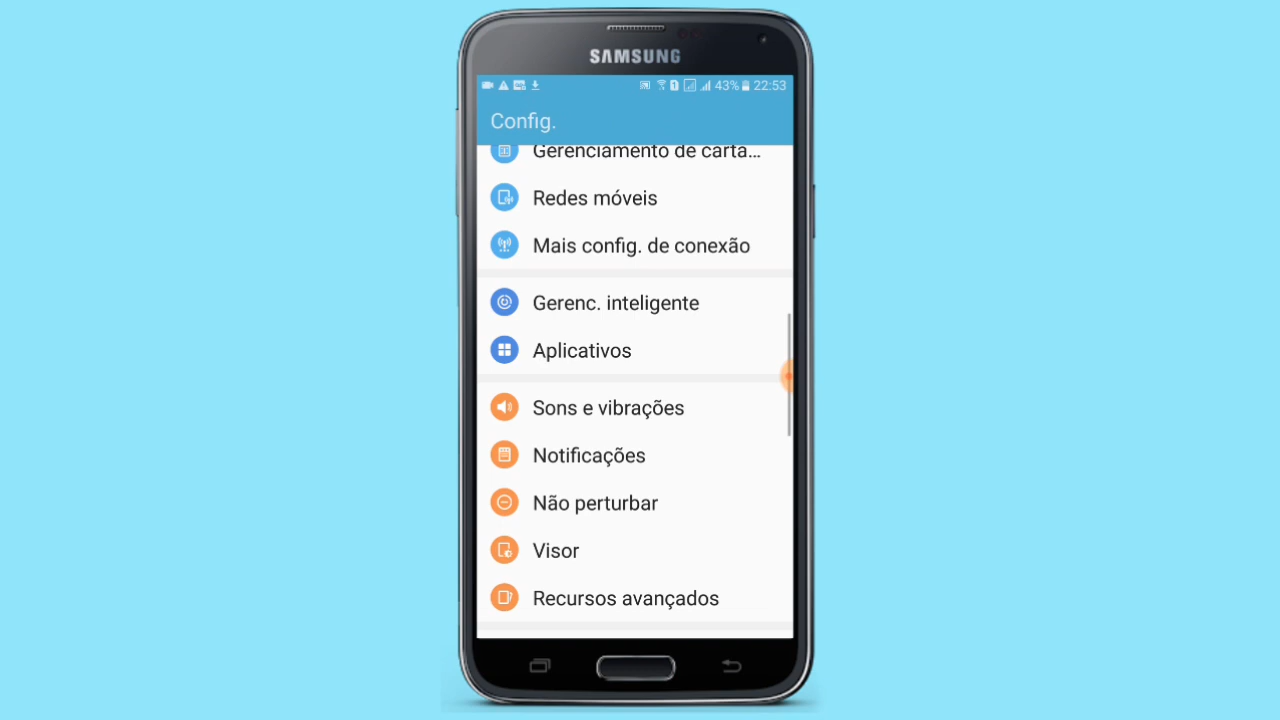 SAMSUNG
43% 22:53
Config.
Gerenciamento de carta...
Redes móveis
Mais config. de conexão
Gerenc. inteligente
Aplicativos
Sons e vibrações
Notificações
Não perturbar
Visor
Recursos avançados